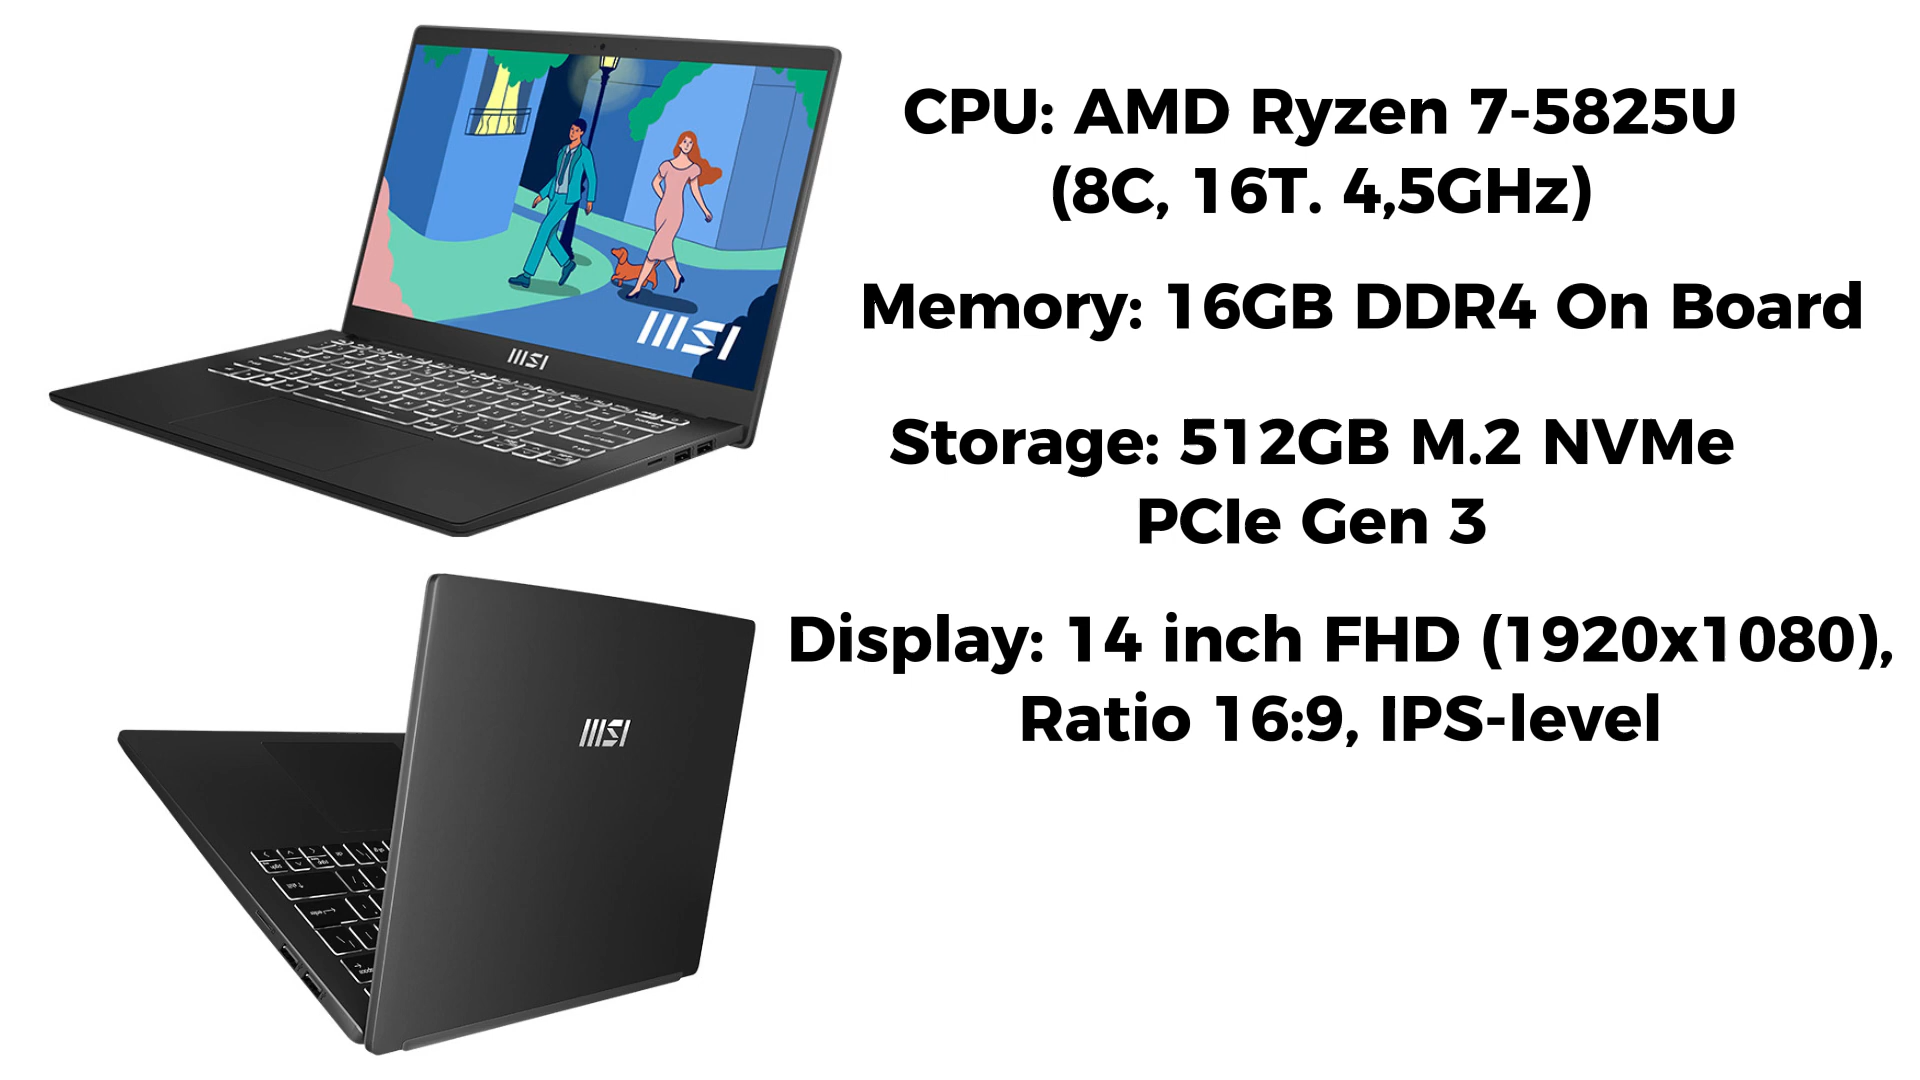 CPU: AMD Ryzen 7-5825U
(8C, 16T. 4,5GHz)
Memory: 16GB DDR4 On Board
Storage: 512GB M.2 NVMe
PCIe Gen 3
Display: 14 inch FHD (1920x1080),
Ratio 16:9, IPS-level
msi
msi
msi